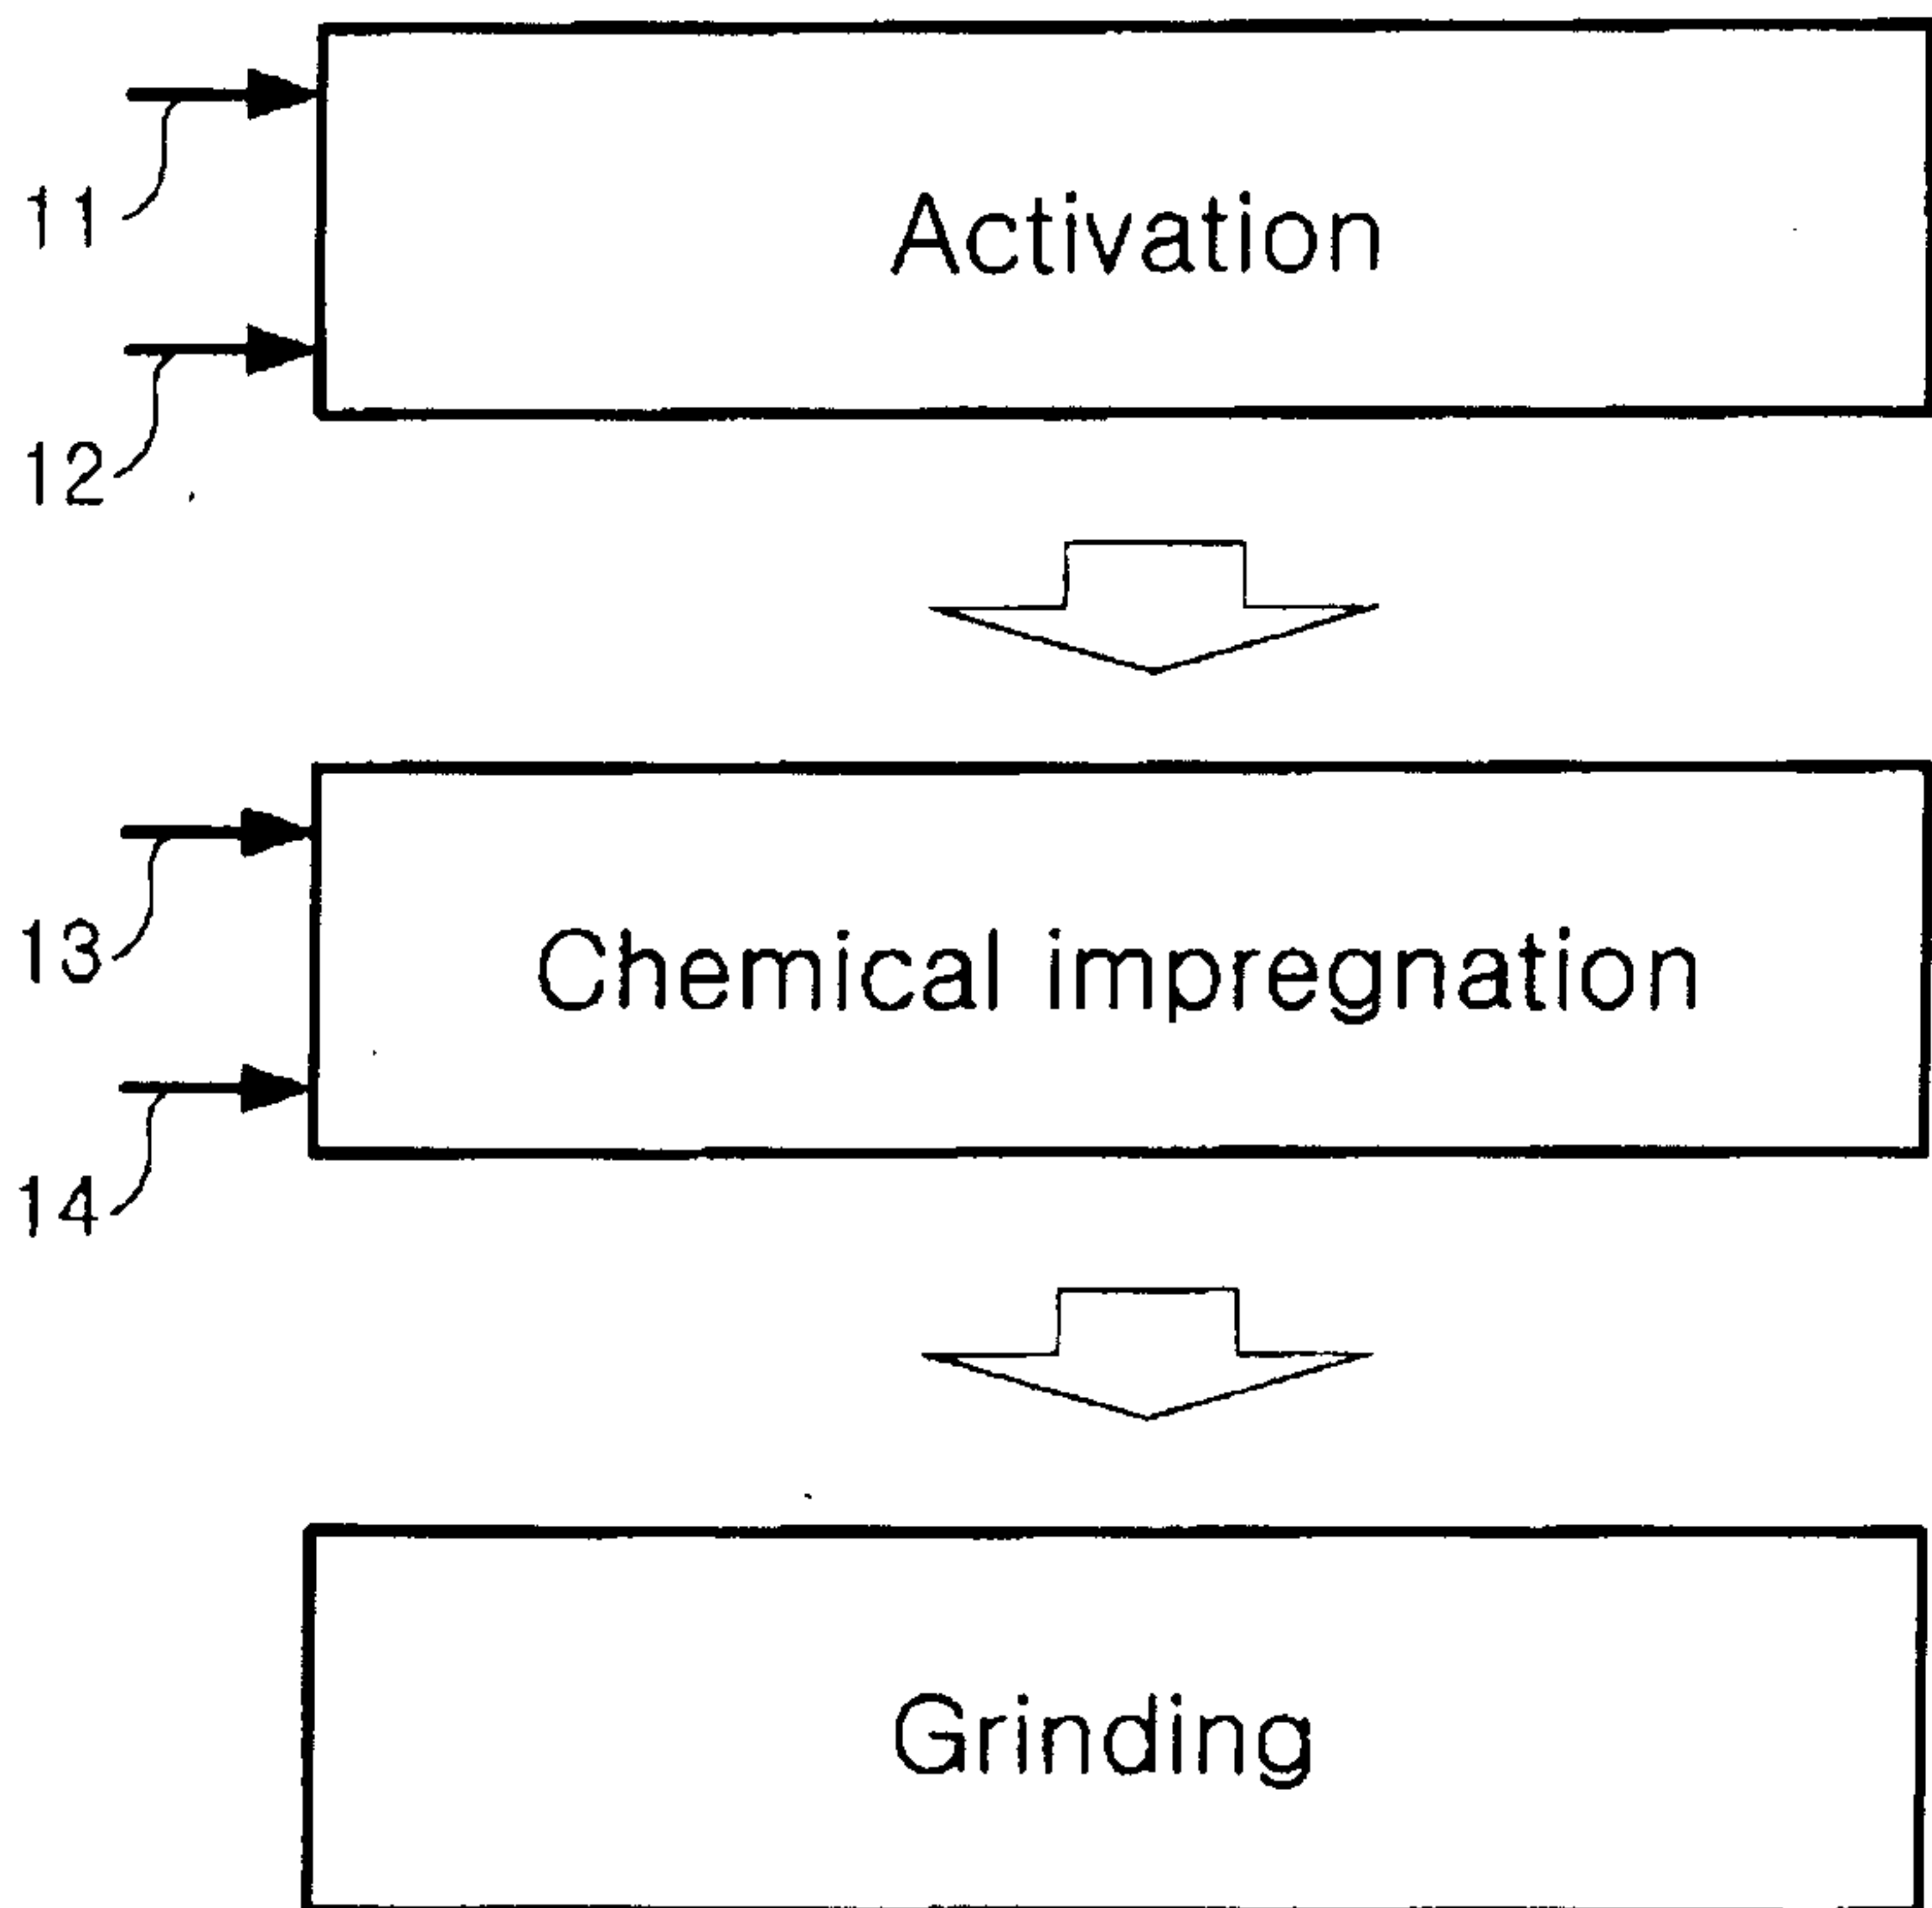 11
Activation
12
13
Chemical impregnation
14
Grinding